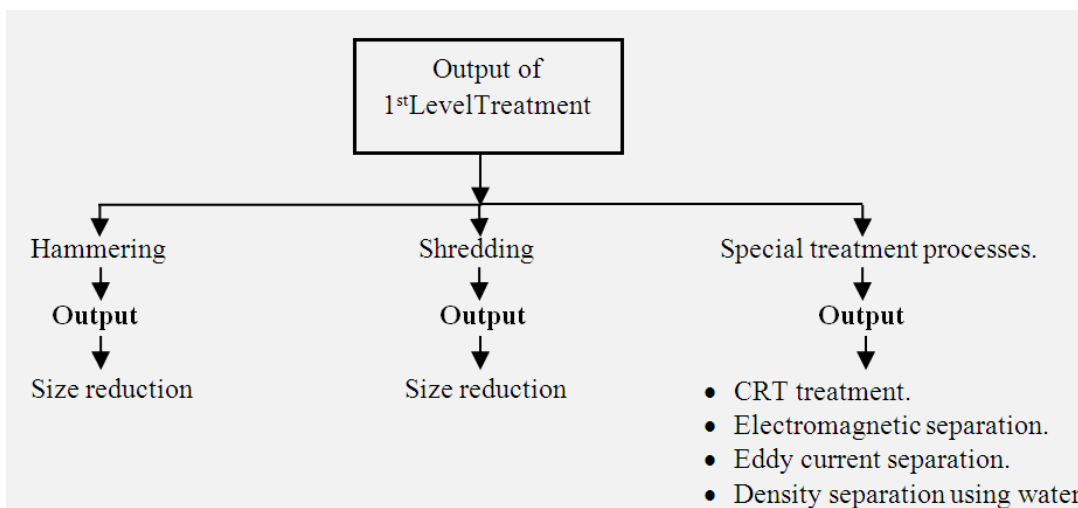 Output of
1stLevelTreatment
Hammering
Shredding
Special treatment processes.
Output
Output
Output
Size reduction
Size reduction
• CRT treatment.
• Electromagnetic separation.
• Eddy current separation.
• Density separation using water